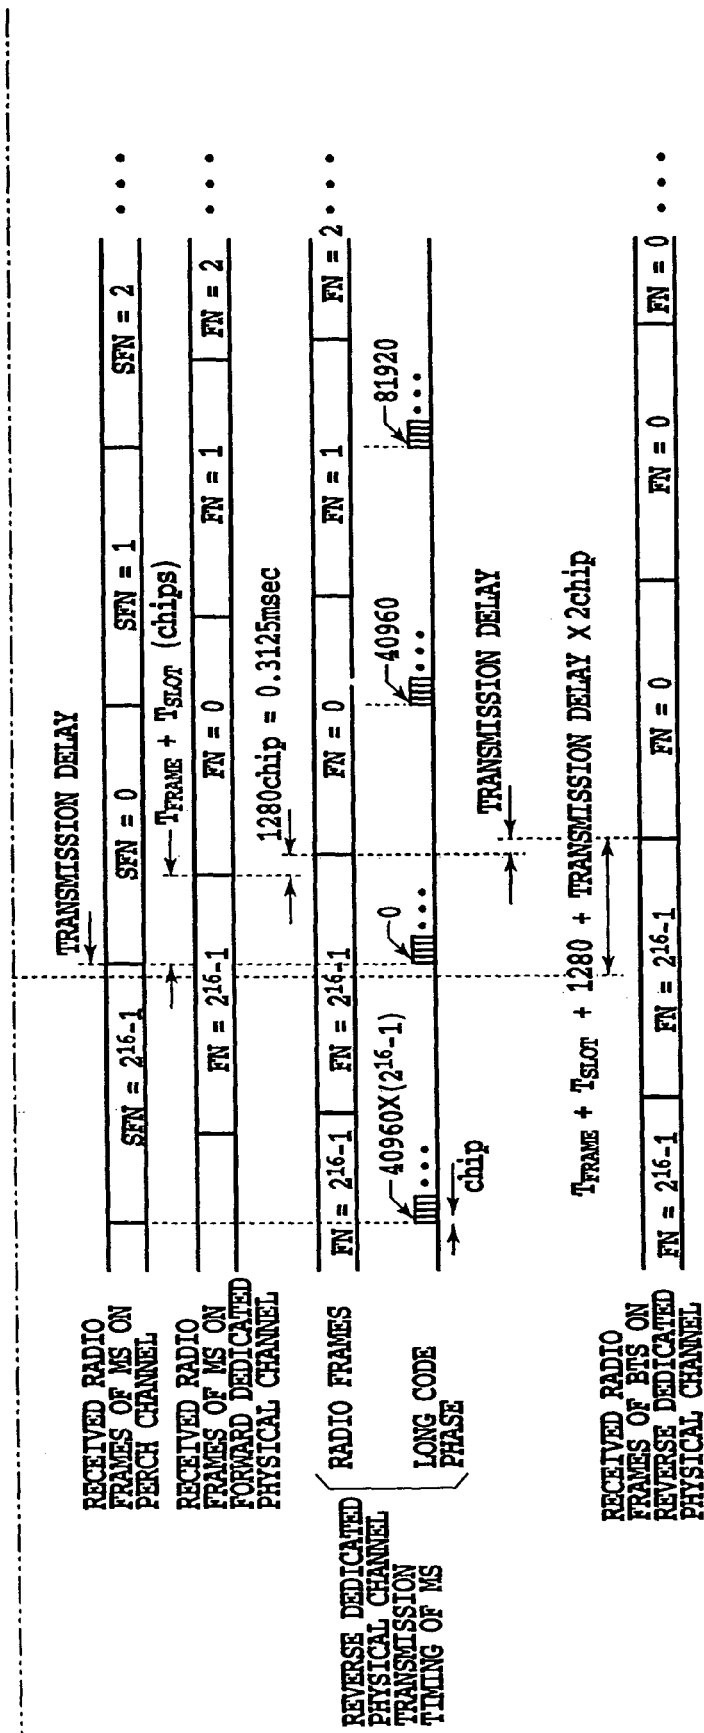 RECEIVED RADIO
FRAMES OF MS ON
PERCH CHANNEL
TRANSMISSION DELAY
SFN = 2^16-1
SFN = 0
SFN = 1
SFN = 2
• • •
RECEIVED RADIO
FRAMES OF MS ON
FORWARD DEDICATED
PHYSICAL CHANNEL
T_FRAME + T_SLOT (chips)
FN = 2^16-1
FN = 0
FN = 1
FN = 2
• • •
1280chip = 0.3125msec
REVERSE DEDICATED
PHYSICAL CHANNEL
TRANSMISSION
TIMING OF MS
RADIO FRAMES
FN = 2^16-1
FN = 2^16-1
FN = 0
FN = 1
FN = 2
• • •
LONG CODE
PHASE
40960X(2^16-1)
• • •
0
• • •
40960
• • •
81920
• • •
chip
TRANSMISSION DELAY
T_FRAME + T_SLOT + 1280 + TRANSMISSION DELAY X 2chip
RECEIVED RADIO
FRAMES OF BTS ON
REVERSE DEDICATED
PHYSICAL CHANNEL
FN = 2^16-1
FN = 2^16-1
FN = 0
FN = 0
FN = 0
• • •